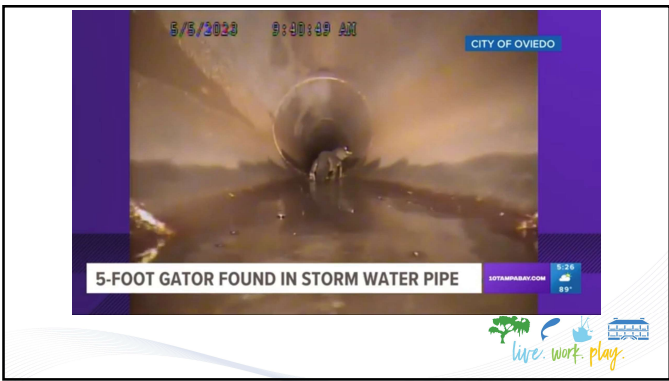 5/5/2023 9:40:49 AM
CITY OF OVIEDO
5-FOOT GATOR FOUND IN STORM WATER PIPE
10TAMPABAY.COM
5:26
89°
live. work. play.